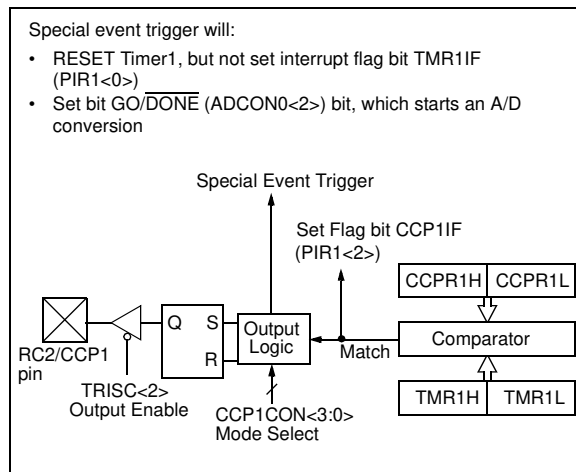 Special event trigger will:
• RESET Timer1, but not set interrupt flag bit TMR1IF
(PIR1<0>)
• Set bit GO/DONE (ADCON0<2>) bit, which starts an A/D
conversion
Special Event Trigger
Set Flag bit CCP1IF
(PIR1<2>)
CCPR1H CCPR1L
Q S
R
Output
Logic
Match
Comparator
RC2/CCP1
pin
TRISC<2>
Output Enable
CCP1CON<3:0>
Mode Select
TMR1H TMR1L